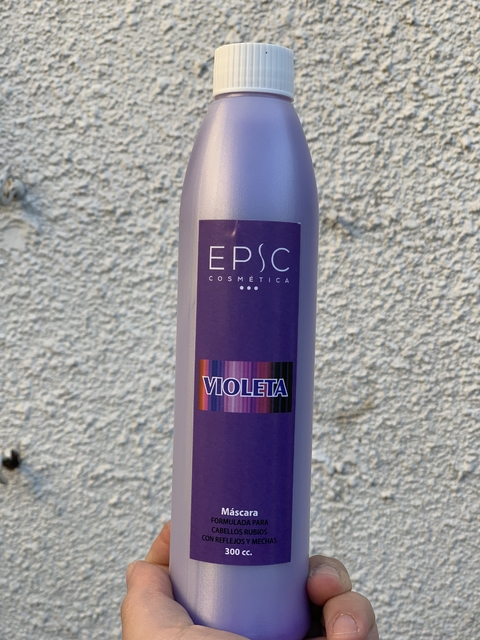 EPSC
COSMÉTICA
VIOLETA
Máscara
FORMULADA PARA
CABELLOS RUBIOS
CON REFLEJOS Y MECHAS
300 cc.